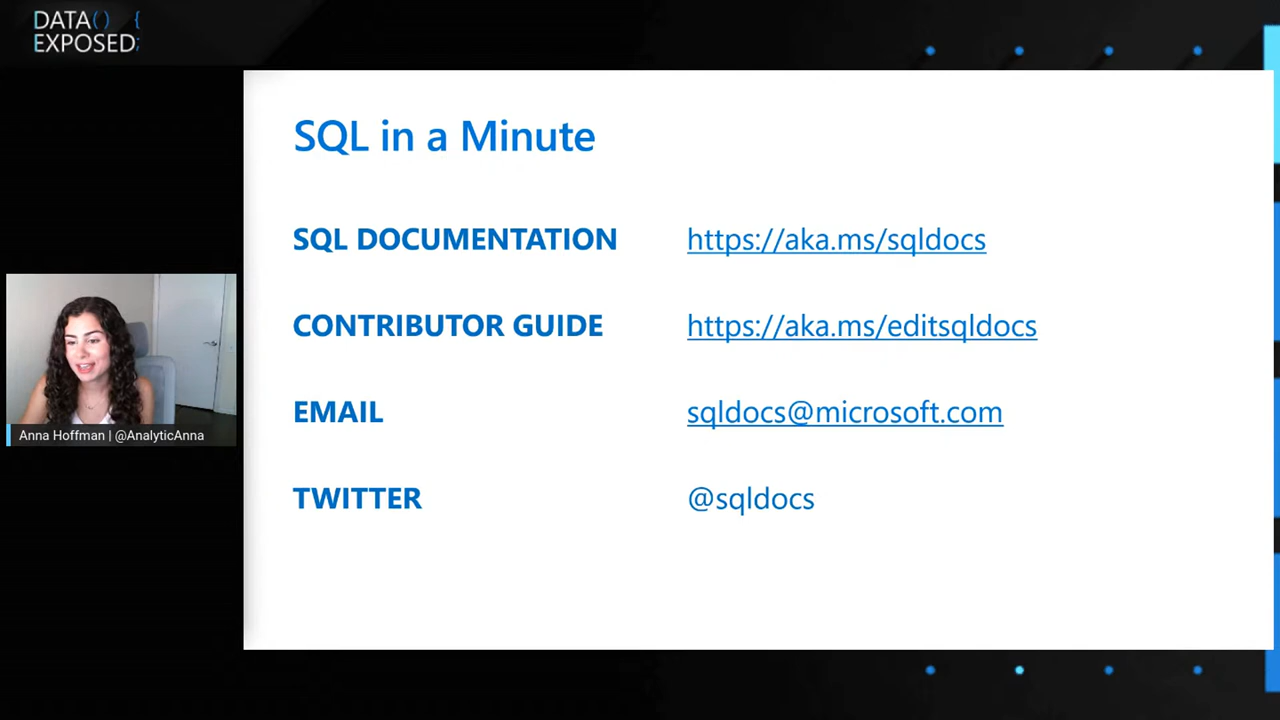 DATA() {
EXPOSED;
SQL in a Minute
SQL DOCUMENTATION https://aka.ms/sqldocs
CONTRIBUTOR GUIDE https://aka.ms/editsqldocs
EMAIL sqldocs@microsoft.com
TWITTER @sqldocs
Anna Hoffman | @AnalyticAnna